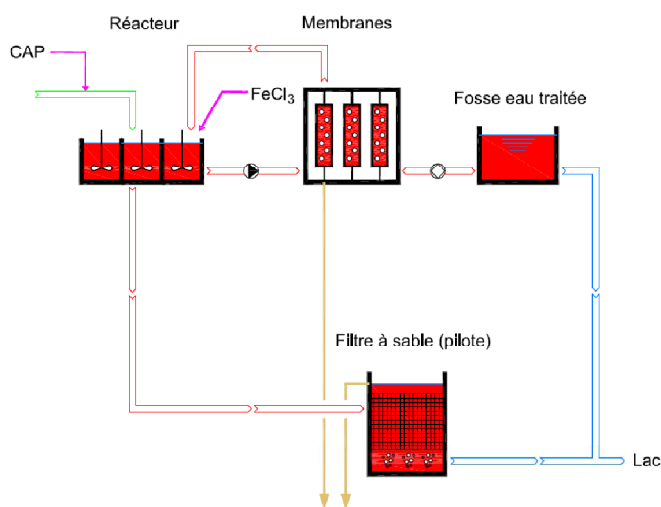 Réacteur
Membranes
CAP
FeCl₃
Fosse eau traitée
Filtre à sable (pilote)
Lac